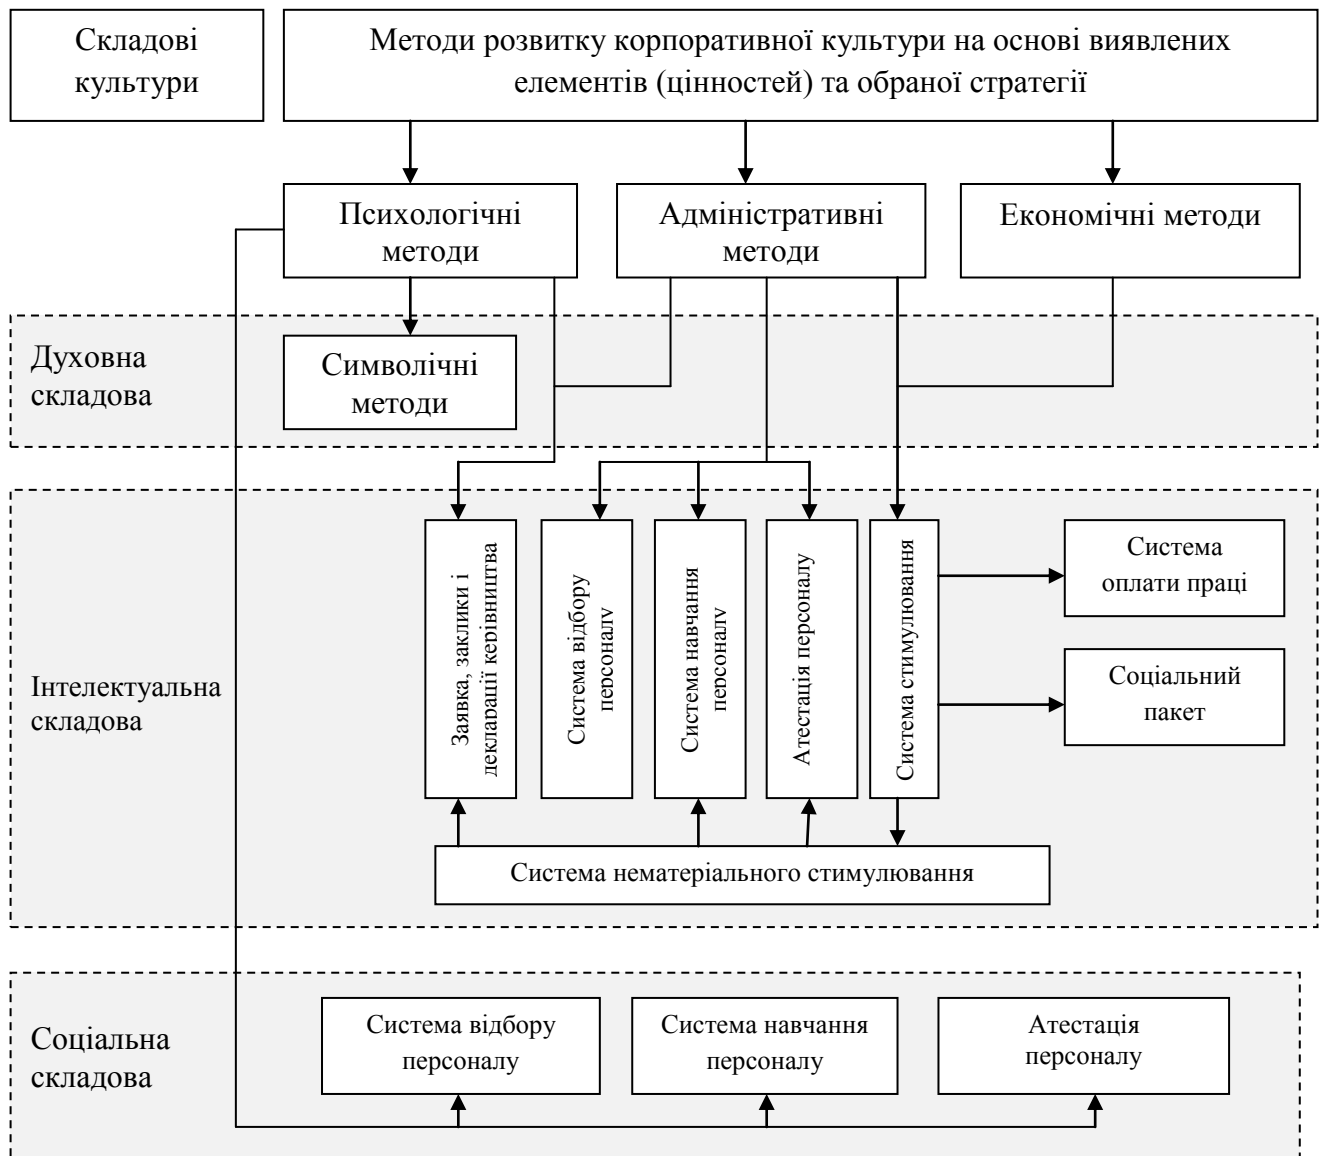 Складові
культури
Методи розвитку корпоративної культури на основі виявлених
елементів (цінностей) та обраної стратегії
Психологічні
методи
Адміністративні
методи
Економічні методи
Духовна
складова
Символічні
методи
Інтелектуальна
складова
Заявка, заклики і
декларації керівництва
Система відбору
персоналу
Система навчання
персоналу
Атестація персоналу
Система стимулювання
Система
оплати праці
Соціальний
пакет
Система нематеріального стимулювання
Соціальна
складова
Система відбору
персоналу
Система навчання
персоналу
Атестація
персоналу